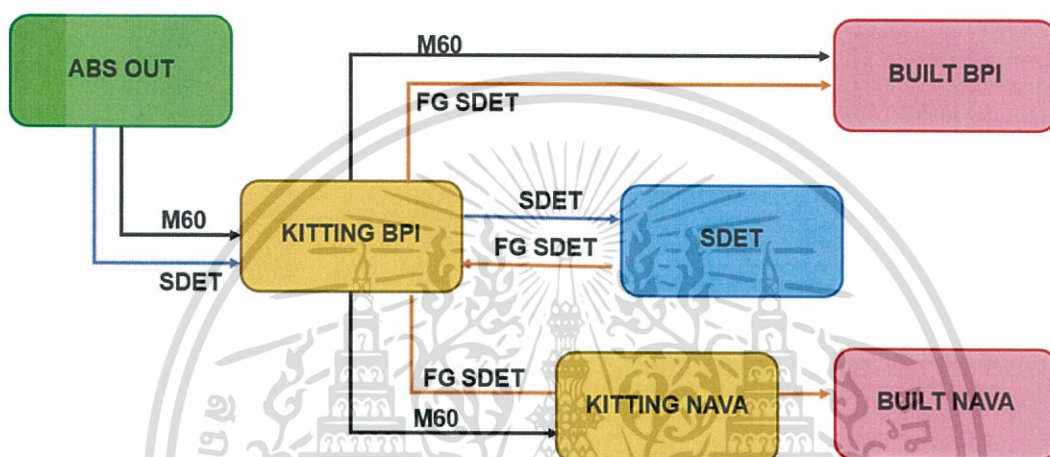 M60
ABS OUT
BUILT BPI
FG SDET
M60
KITTING BPI
SDET
SDET
FG SDET
SDET
FG SDET
KITTING NAVA
BUILT NAVA
M60